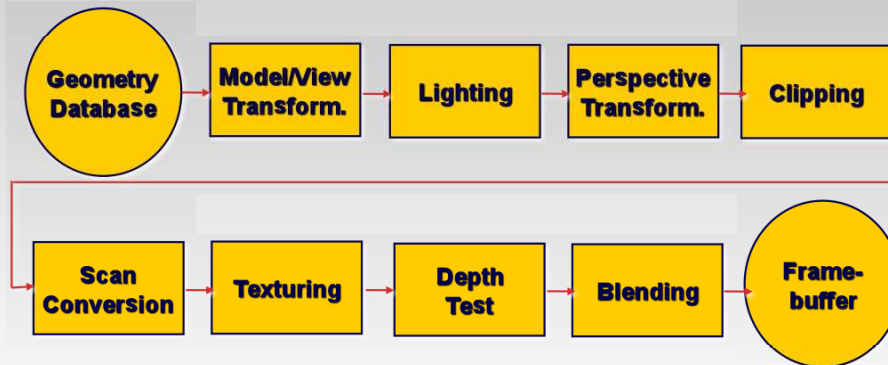 Geometry
Database
Model/View
Transform.
Lighting
Perspective
Transform.
Clipping
Scan
Conversion
Texturing
Depth
Test
Blending
Frame-
buffer